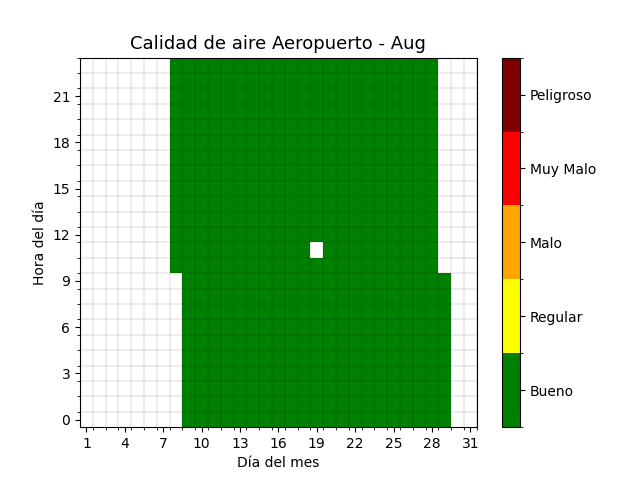 Calidad de aire Aeropuerto - Aug
Peligroso
Muy Malo
Malo
Regular
Bueno
Hora del día
21
18
15
12
9
6
3
0
1 4 7 10 13 16 19 22 25 28 31
Día del mes